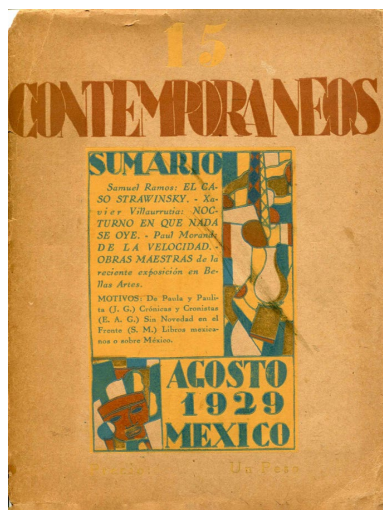 15
CONTEMPORANEOS
SUMARIO
Samuel Ramos: EL CA-
SO STRAWINSKY. - Xa-
vier Villaurrutia: NOC-
TURNO EN QUE NADA
SE OYE. - Paul Morand:
DE LA VELOCIDAD. -
OBRAS MAESTRAS de la
reciente exposición en Be-
llas Artes.
MOTIVOS: De Paula y Pauli-
ta (J. G.) Crónicas y Cronistas
(E. A. G.) Sin Novedad en el
Frente (S. M.) Libros mexica-
nos o sobre México.
AGOSTO
1929
MEXICO
Un Peso